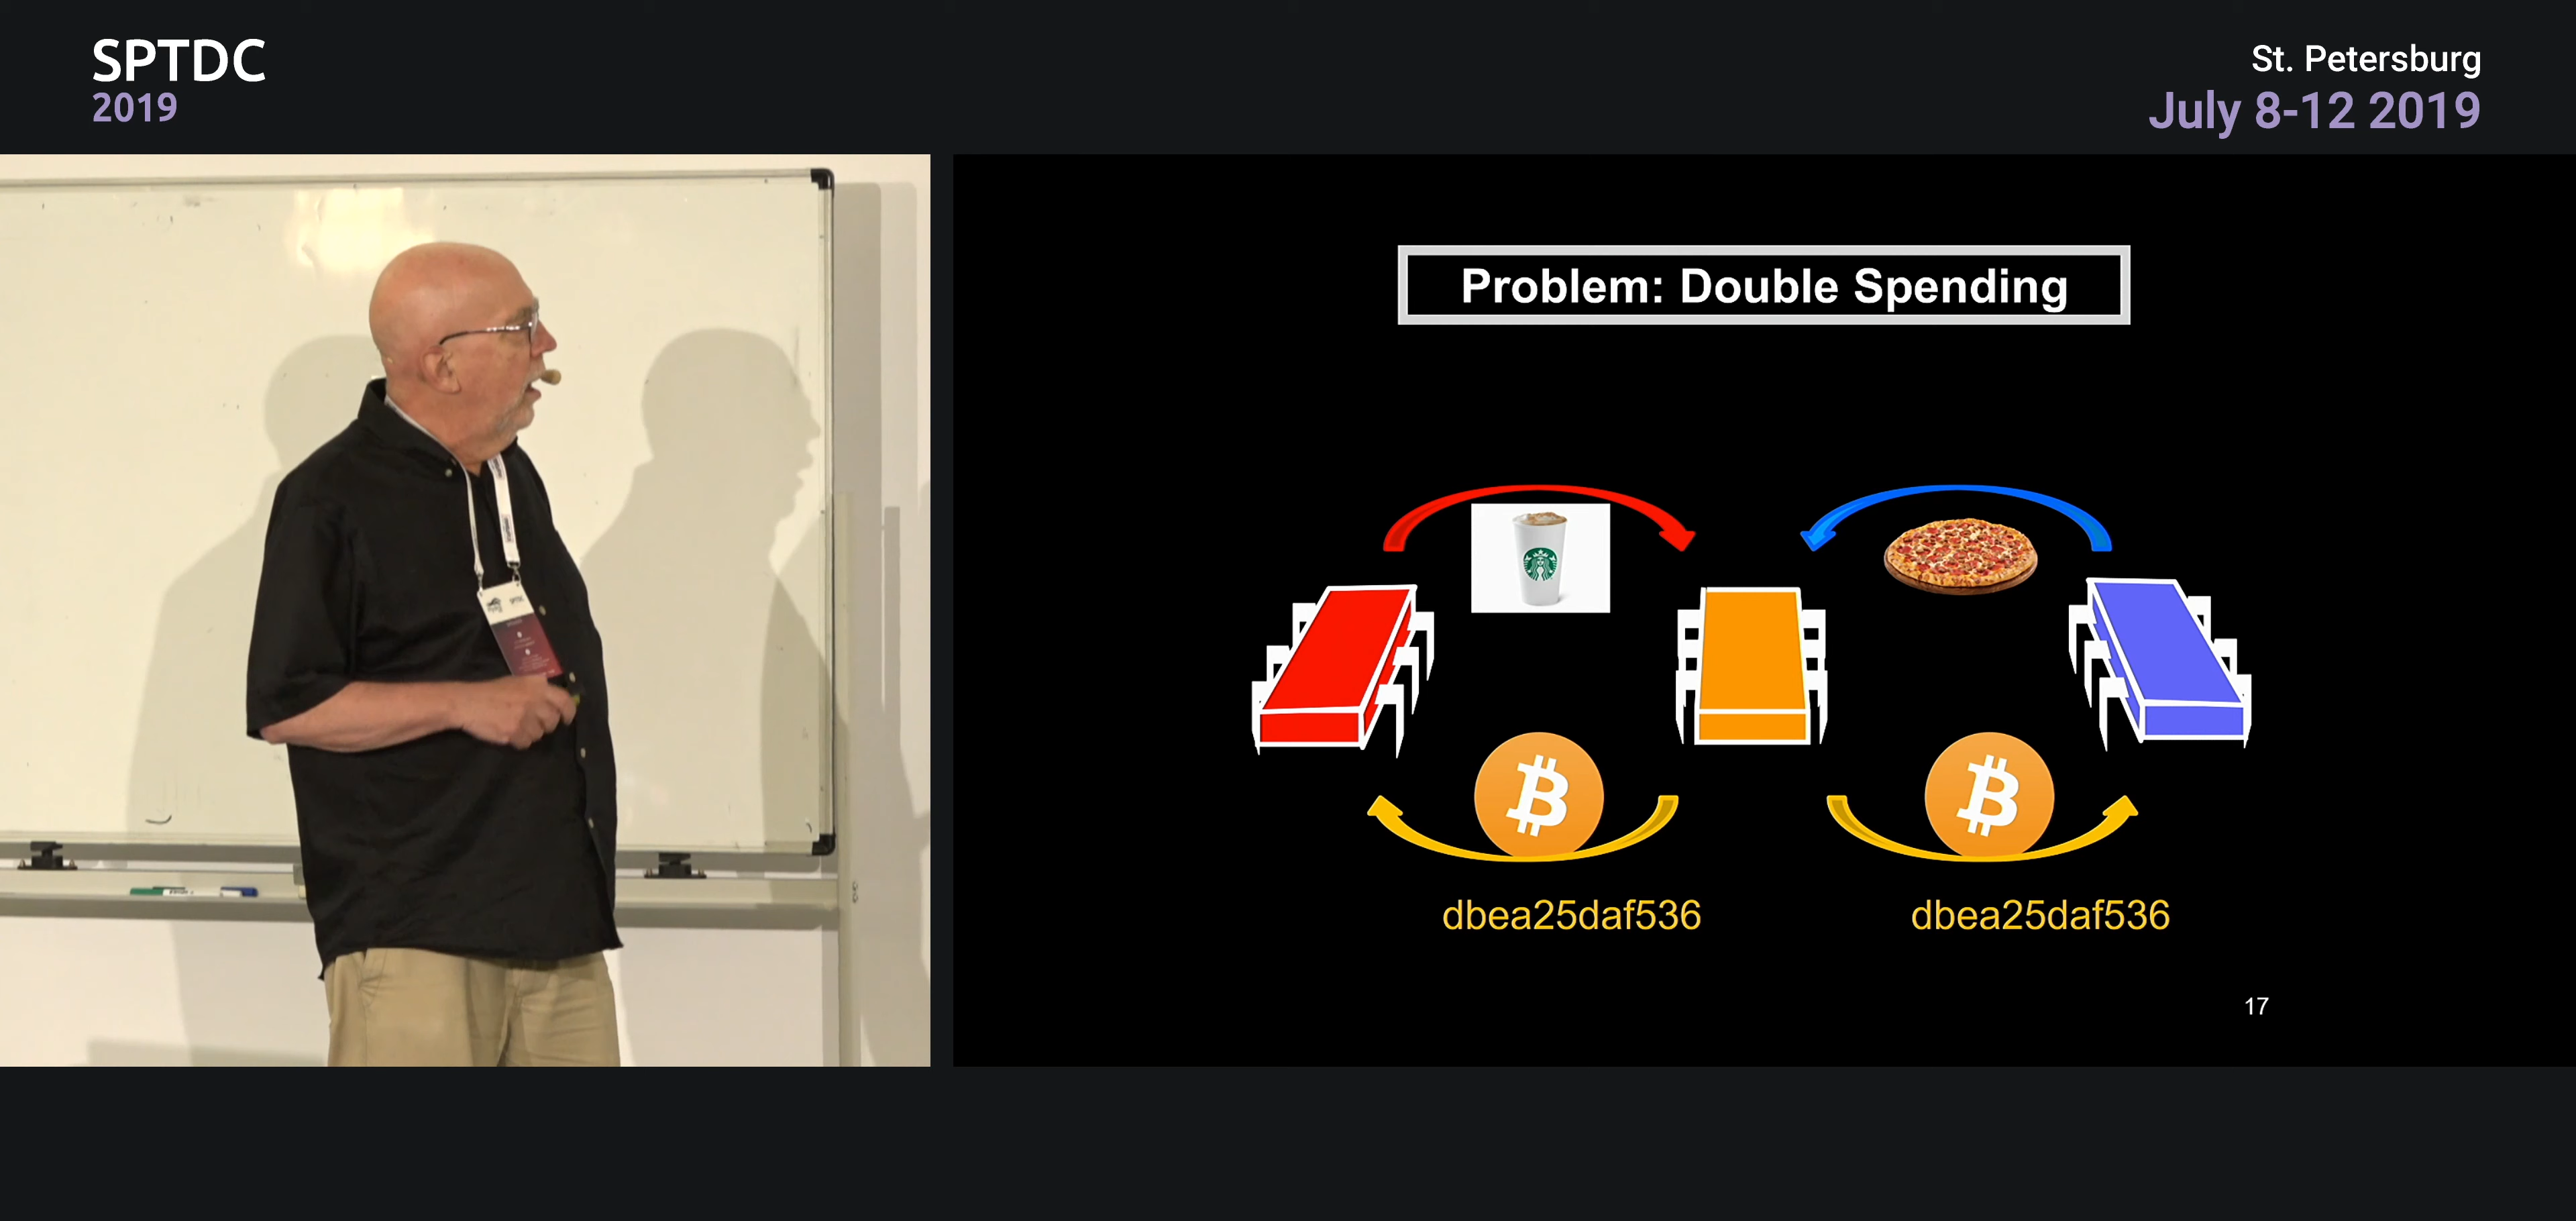 SPTDC
2019
St. Petersburg
July 8-12 2019
Problem: Double Spending
dbea25daf536
dbea25daf536
17